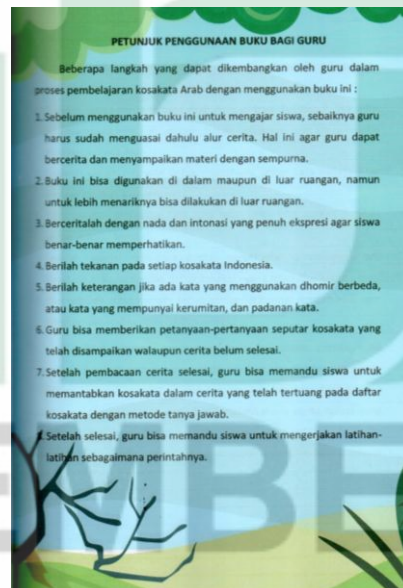 PETUNJUK PENGGUNAAN BUKU BAGI GURU
Beberapa langkah yang dapat dikembangkan oleh guru dalam
proses pembelajaran kosakata Arab dengan menggunakan buku ini :
1. Sebelum menggunakan buku ini untuk mengajar siswa, sebaiknya guru
harus sudah menguasai dahulu alur cerita. Hal ini agar guru dapat
bercerita dan menyampaikan materi dengan sempurna.
2. Buku ini bisa digunakan di dalam maupun di luar ruangan, namun
untuk lebih menariknya bisa dilakukan di luar ruangan.
3. Berceritalah dengan nada dan intonasi yang penuh ekspresi agar siswa
benar-benar memperhatikan.
4. Berilah tekanan pada setiap kosakata Indonesia.
5. Berilah keterangan jika ada kata yang menggunakan dhomir berbeda,
atau kata yang mempunyai kerumitan, dan padanan kata.
6. Guru bisa memberikan petanyaan-pertanyaan seputar kosakata yang
telah disampaikan walaupun cerita belum selesai.
7. Setelah pembacaan cerita selesai, guru bisa memandu siswa untuk
memantabkan kosakata dalam cerita yang telah tertuang pada daftar
kosakata dengan metode tanya jawab.
8. Setelah selesai, guru bisa memandu siswa untuk mengerjakan latihan-
latihan sebagaimana perintahnya.
EMBE